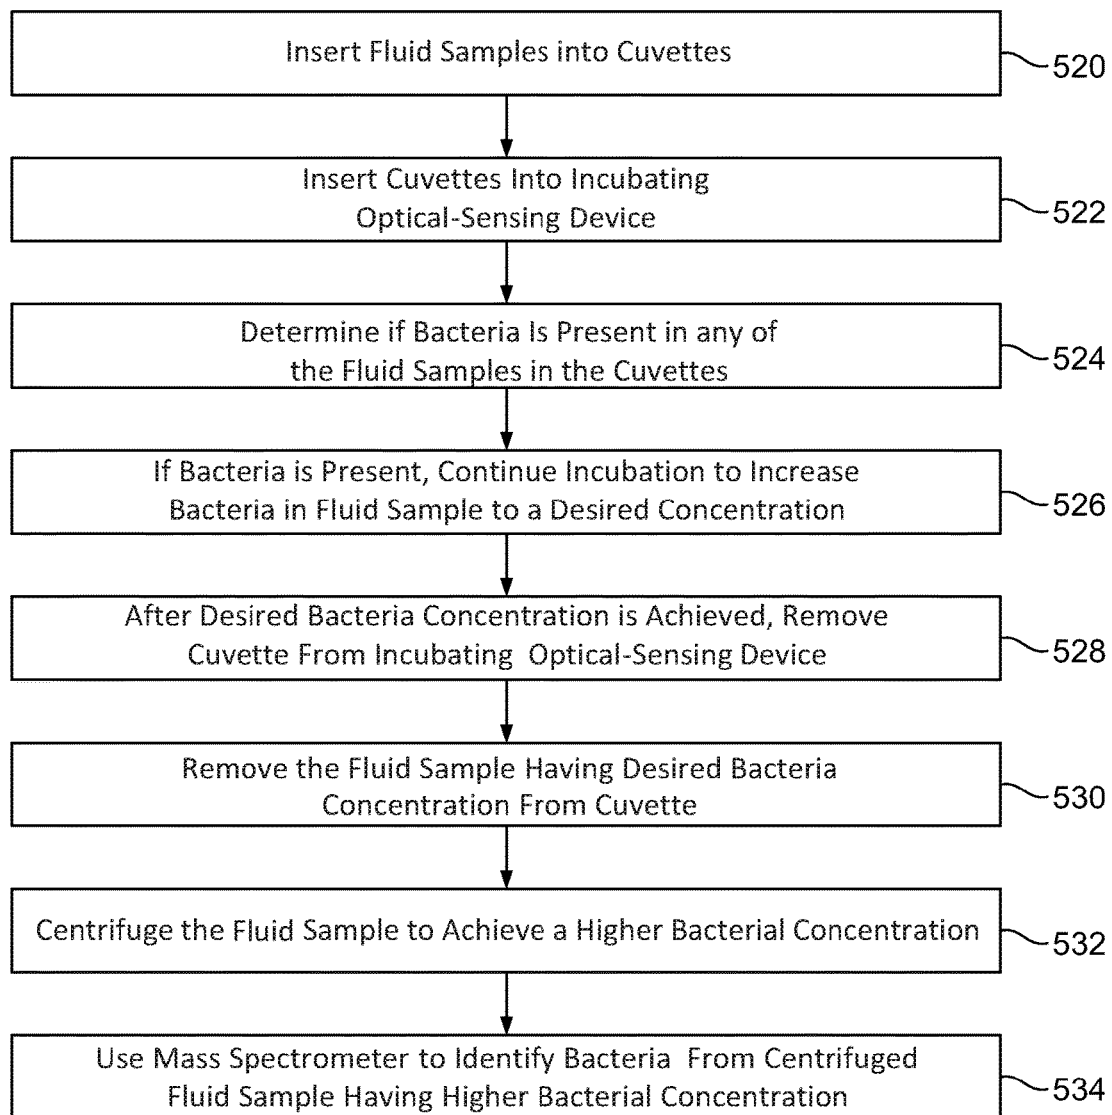 Insert Fluid Samples into Cuvettes
520
Insert Cuvettes Into Incubating
Optical-Sensing Device
522
Determine if Bacteria Is Present in any of
the Fluid Samples in the Cuvettes
524
If Bacteria is Present, Continue Incubation to Increase
Bacteria in Fluid Sample to a Desired Concentration
526
After Desired Bacteria Concentration is Achieved, Remove
Cuvette From Incubating Optical-Sensing Device
528
Remove the Fluid Sample Having Desired Bacteria
Concentration From Cuvette
530
Centrifuge the Fluid Sample to Achieve a Higher Bacterial Concentration
532
Use Mass Spectrometer to Identify Bacteria From Centrifuged
Fluid Sample Having Higher Bacterial Concentration
534